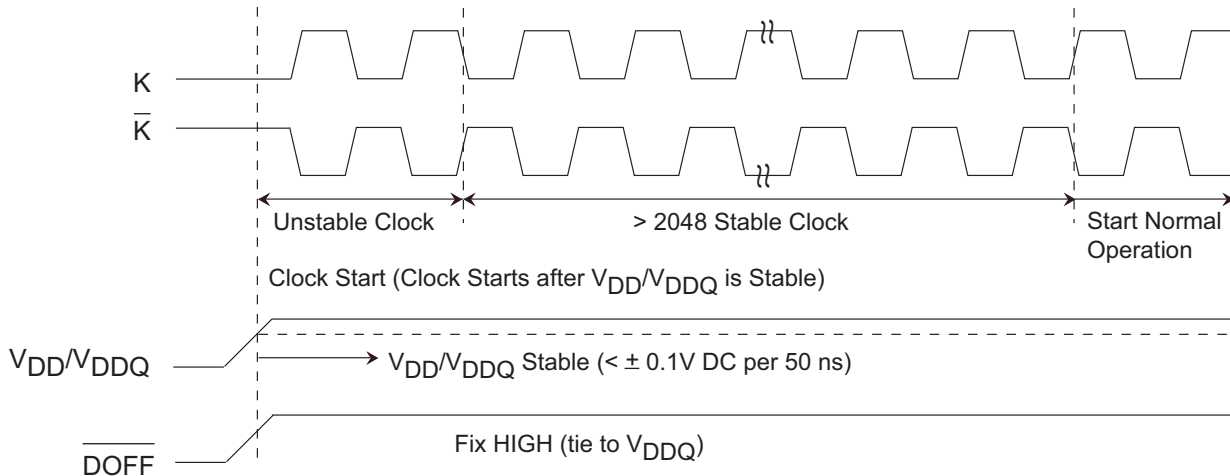 K
K̅
Unstable Clock
> 2048 Stable Clock
Start Normal
Operation
Clock Start (Clock Starts after VDD/VDDQ is Stable)
VDD/VDDQ
VDD/VDDQ Stable (< ± 0.1V DC per 50 ns)
Fix HIGH (tie to VDDQ)
D̅O̅F̅F̅